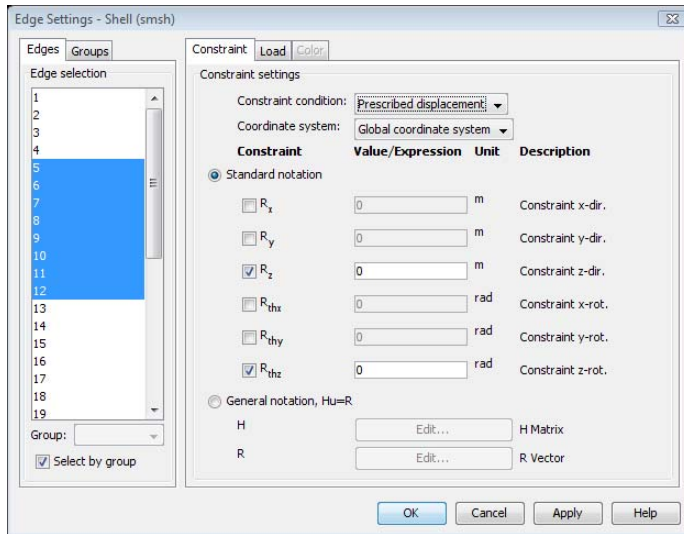 Edge Settings - Shell (smsh)
Edges Groups
Edge selection
1
2
3
4
5
6
7
8
9
10
11
12
13
14
15
16
17
18
19
Group:
Select by group
Constraint Load Color
Constraint settings
Constraint condition: Prescribed displacement
Coordinate system: Global coordinate system
Constraint Value/Expression Unit Description
Standard notation
Rx 0 m Constraint x-dir.
Ry 0 m Constraint y-dir.
Rz 0 m Constraint z-dir.
Rthx 0 rad Constraint x-rot.
Rthy 0 rad Constraint y-rot.
Rthz 0 rad Constraint z-rot.
General notation, Hu=R
H Edit... H Matrix
R Edit... R Vector
OK Cancel Apply Help